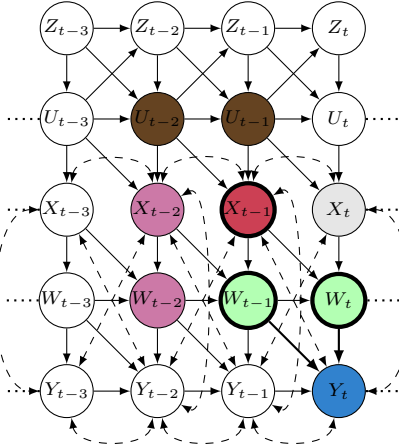 Z_{t−3} Z_{t−2} Z_{t−1} Z_t
U_{t−3} U_{t−2} U_{t−1} U_t
X_{t−3} X_{t−2} X_{t−1} X_t
W_{t−3} W_{t−2} W_{t−1} W_t
Y_{t−3} Y_{t−2} Y_{t−1} Y_t